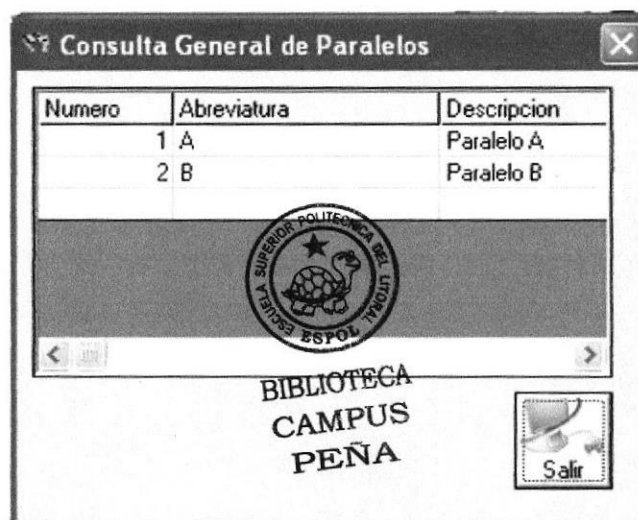 Consulta General de Paralelos
Numero Abreviatura Descripcion
1 A Paralelo A
2 B Paralelo B
ESCUELA SUPERIOR POLITECNICA DEL LITORAL
ESPOL
BIBLIOTECA
CAMPUS
PEÑA
Salir